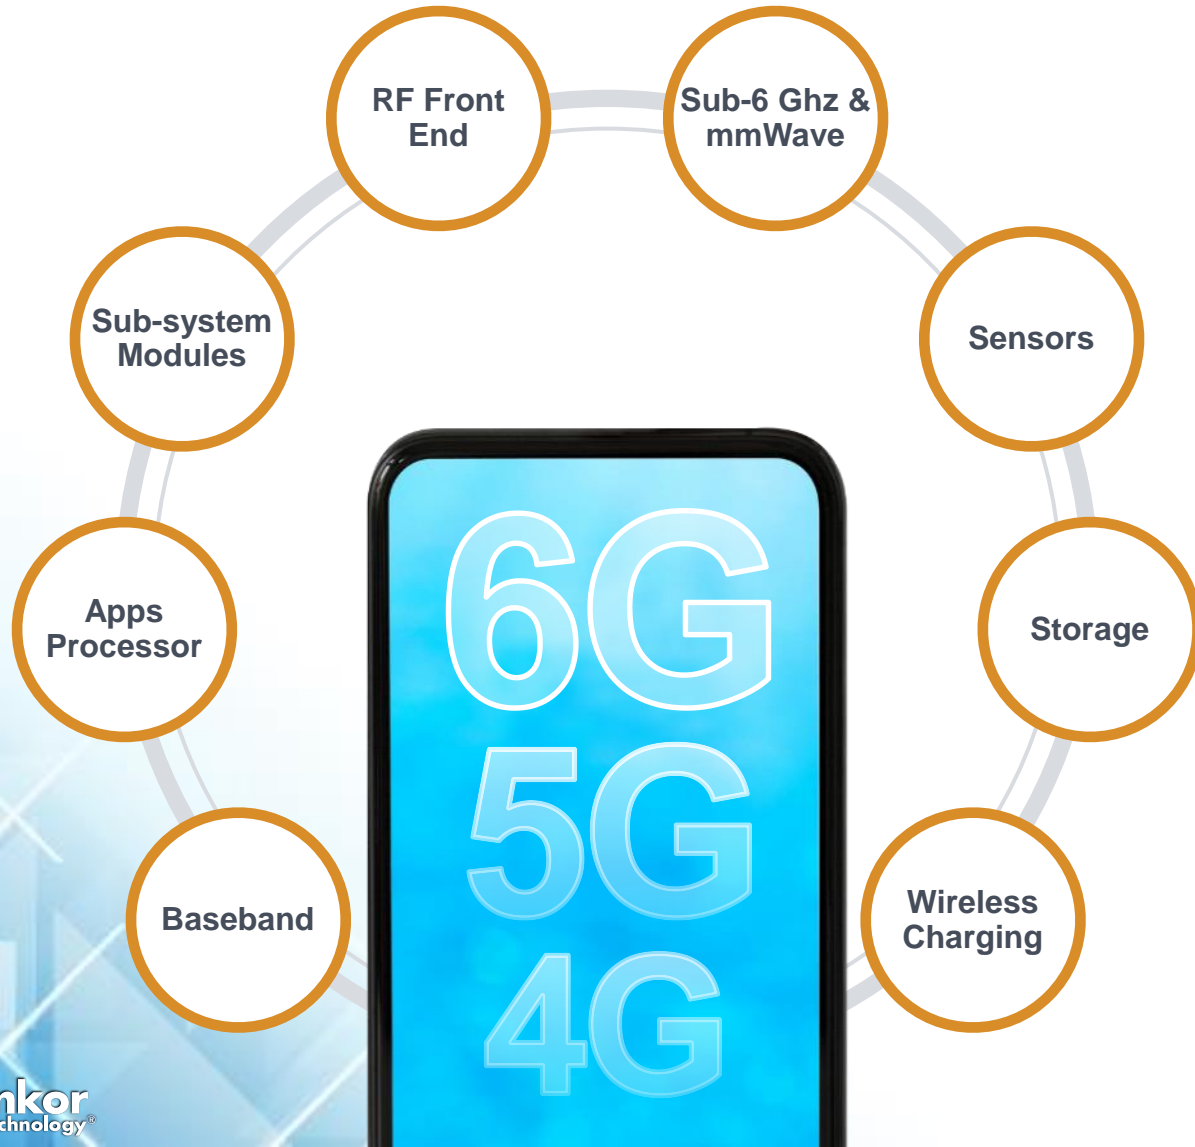 RF Front
End
Sub-6 Ghz &
mmWave
Sub-system
Modules
Sensors
Apps
Processor
Storage
Baseband
Wireless
Charging
6G
5G
4G